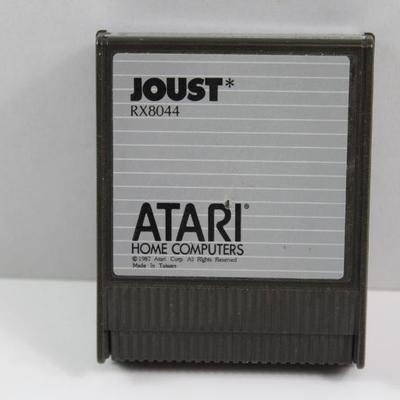 JOUST*
RX8044
ATARI®
HOME COMPUTERS
© 1987 Atari Corp. All Rights Reserved
Made In Taiwan